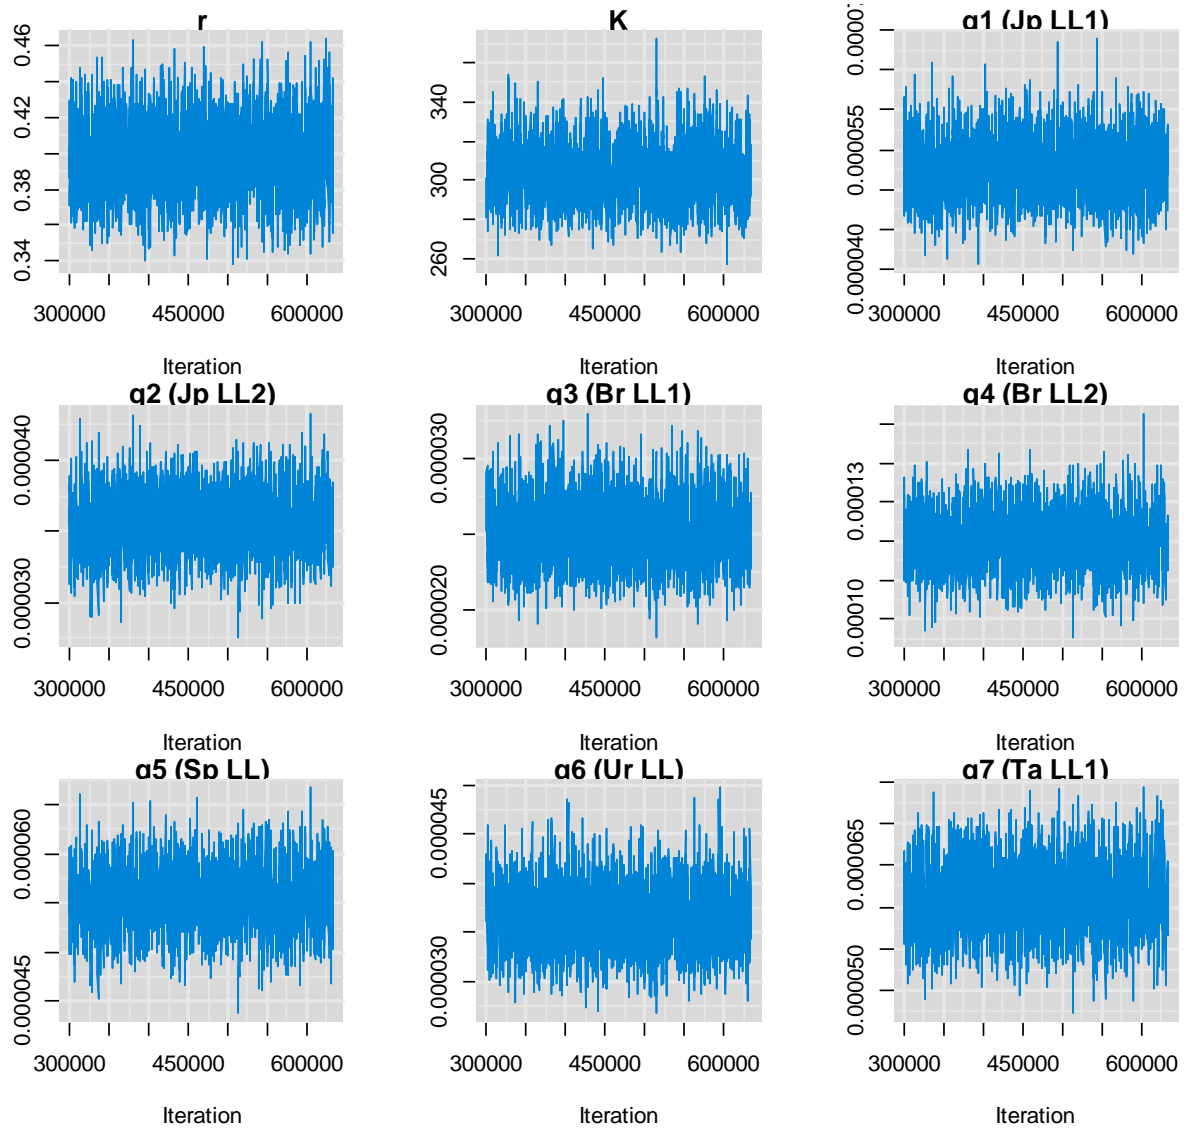 r
K
q1 (Jp LL1)
0.34 0.38 0.42 0.46
260 300 340
0.000040 0.000055
300000 450000 600000
300000 450000 600000
300000 450000 600000
Iteration
Iteration
Iteration
q2 (Jp LL2)
q3 (Br LL1)
q4 (Br LL2)
0.000030 0.000040
0.000020 0.000030
0.00010 0.00013
300000 450000 600000
300000 450000 600000
300000 450000 600000
Iteration
Iteration
Iteration
q5 (Sp LL)
q6 (Ur LL)
q7 (Ta LL1)
0.000045 0.000060
0.000030 0.000045
0.000050 0.000065
300000 450000 600000
300000 450000 600000
300000 450000 600000
Iteration
Iteration
Iteration